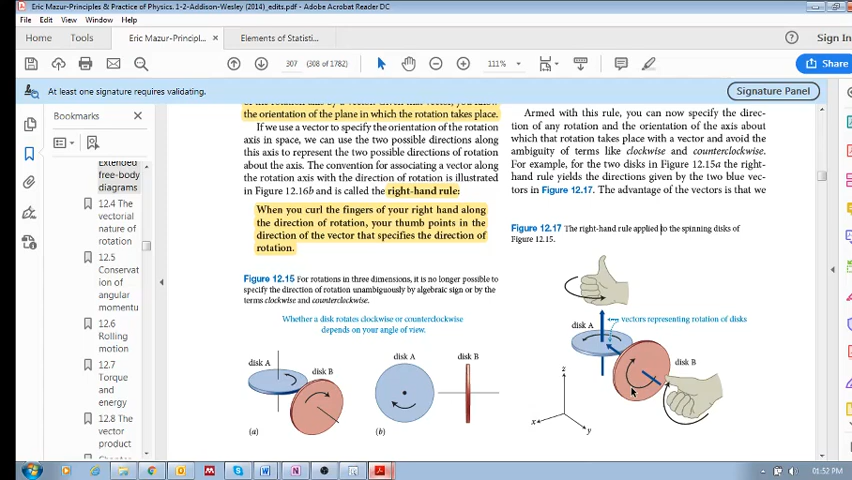 Eric Mazur-Principles & Practice of Physics. 1-2-Addison-Wesley (2014)_edits.pdf - Adobe Acrobat Reader DC
File Edit View Window Help
Home Tools Eric Mazur-Principl... × Elements of Statisti... Sign In
307 (308 of 1782) 111% Share
At least one signature requires validating. Signature Panel
Bookmarks
Extended
free-body
diagrams
12.4 The
vectorial
nature of
rotation
12.5
Conservat
ion of
angular
momentu
12.6
Rolling
motion
12.7
Torque
and
energy
12.8 The
vector
product
the orientation of the plane in which the rotation takes place.
If we use a vector to specify the orientation of the rotation
axis in space, we can use the two possible directions along
this axis to represent the two possible directions of rotation
about the axis. The convention for associating a vector along
the rotation axis with the direction of rotation is illustrated
in Figure 12.16b and is called the right-hand rule:
When you curl the fingers of your right hand along
the direction of rotation, your thumb points in the
direction of the vector that specifies the direction of
rotation.
Figure 12.15 For rotations in three dimensions, it is no longer possible to
specify the direction of rotation unambiguously by algebraic sign or by the
terms clockwise and counterclockwise.
Whether a disk rotates clockwise or counterclockwise
depends on your angle of view.
disk A
disk B
disk A
disk B
(a)
(b)
Armed with this rule, you can now specify the direc-
tion of any rotation and the orientation of the axis about
which that rotation takes place with a vector and avoid the
ambiguity of terms like clockwise and counterclockwise.
For example, for the two disks in Figure 12.15a the right-
hand rule yields the directions given by the two blue vec-
tors in Figure 12.17. The advantage of the vectors is that we
Figure 12.17 The right-hand rule applied to the spinning disks of
Figure 12.15.
vectors representing rotation of disks
disk A
disk B
z
x
y
01:52 PM